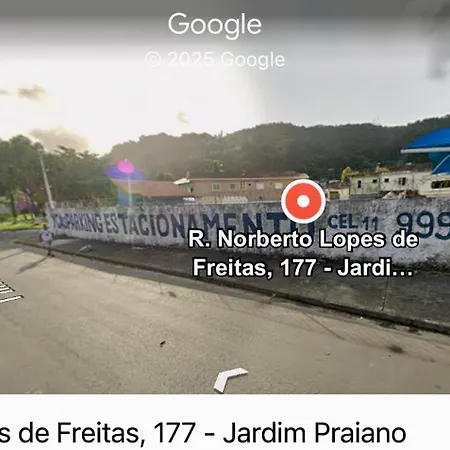 Google
© 2025 Google
PARKING ESTACIONAMENTO CEL 11 999
R. Norberto Lopes de
Freitas, 177 - Jardi...
s de Freitas, 177 - Jardim Praiano